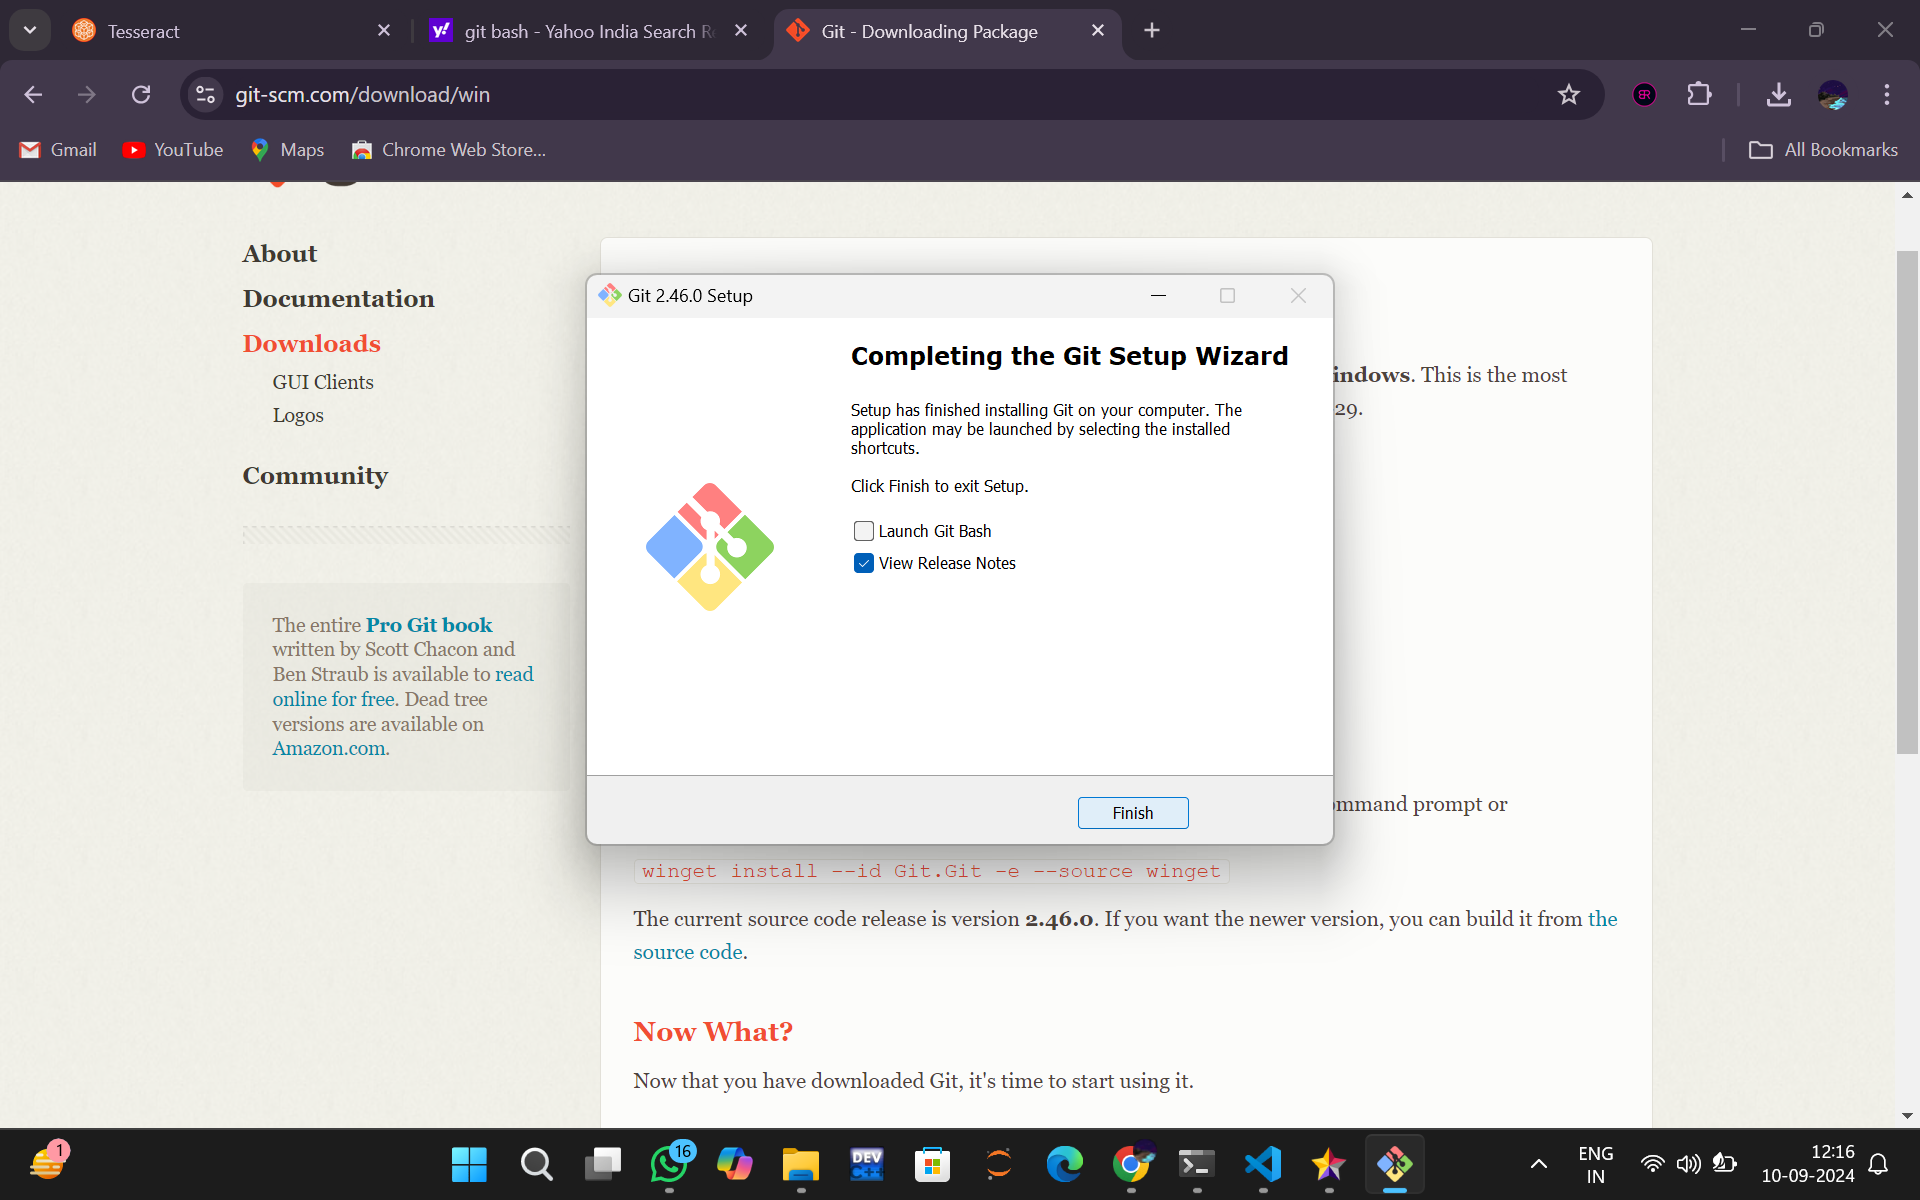 Tesseract
git bash - Yahoo India Search Re
Git - Downloading Package
git-scm.com/download/win
BR
Gmail
YouTube
Maps
Chrome Web Store...
All Bookmarks
About
Documentation
Downloads
GUI Clients
Logos
Community
The entire Pro Git book
written by Scott Chacon and
Ben Straub is available to read
online for free. Dead tree
versions are available on
Amazon.com.
Git 2.46.0 Setup
Completing the Git Setup Wizard
Setup has finished installing Git on your computer. The
application may be launched by selecting the installed
shortcuts.
Click Finish to exit Setup.
Launch Git Bash
View Release Notes
Finish
indows. This is the most
29.
ommand prompt or
winget install --id Git.Git -e --source winget
The current source code release is version 2.46.0. If you want the newer version, you can build it from the
source code.
Now What?
Now that you have downloaded Git, it's time to start using it.
1
16
DEV
C++
ENG
IN
12:16
10-09-2024